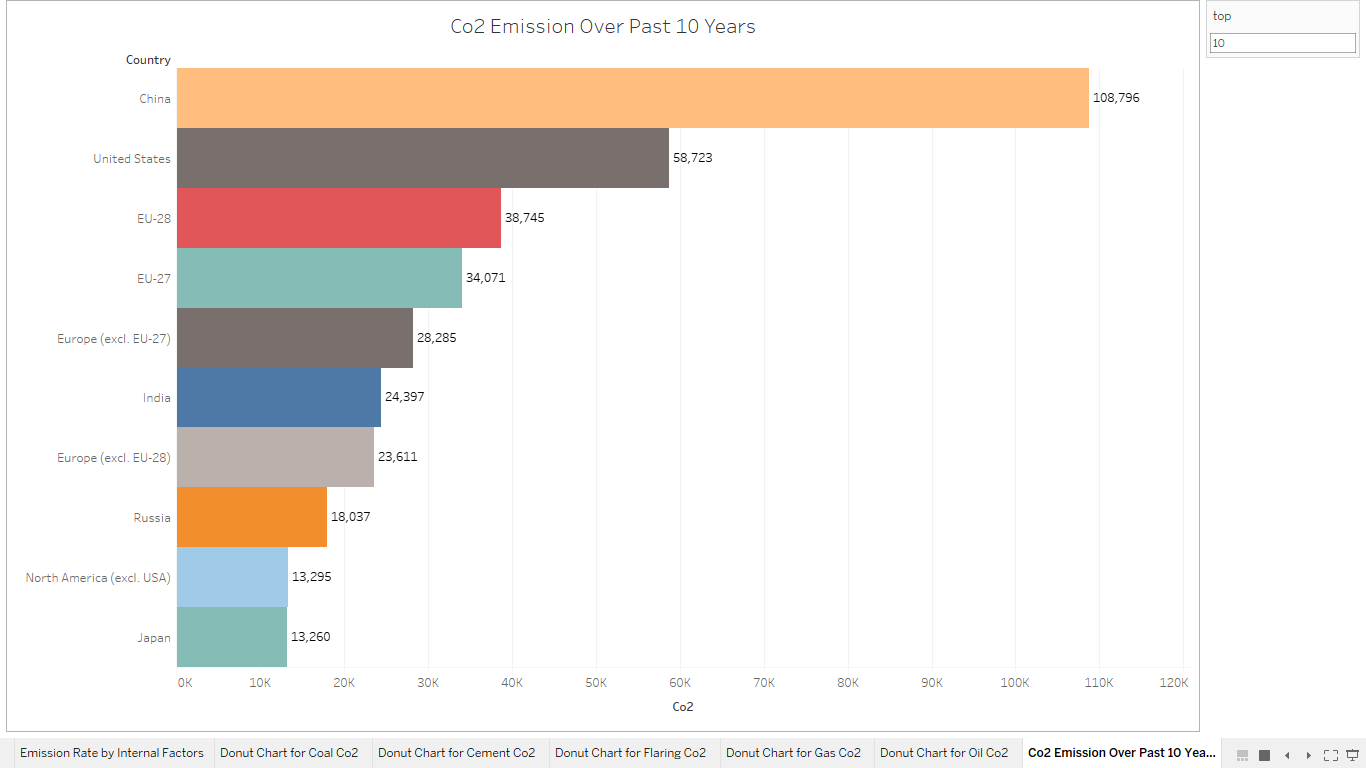 Co2 Emission Over Past 10 Years
top
10
Country
China 108,796
United States 58,723
EU-28 38,745
EU-27 34,071
Europe (excl. EU-27) 28,285
India 24,397
Europe (excl. EU-28) 23,611
Russia 18,037
North America (excl. USA) 13,295
Japan 13,260
0K 10K 20K 30K 40K 50K 60K 70K 80K 90K 100K 110K 120K
Co2
Emission Rate by Internal Factors Donut Chart for Coal Co2 Donut Chart for Cement Co2 Donut Chart for Flaring Co2 Donut Chart for Gas Co2 Donut Chart for Oil Co2 Co2 Emission Over Past 10 Yea...